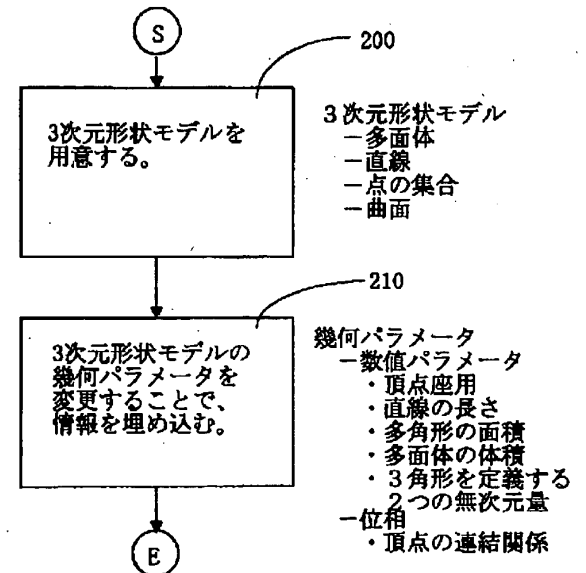 S
200
3次元形状モデルを
用意する。
3次元形状モデル
－多面体
－直線
－点の集合
－曲面
210
3次元形状モデルの
幾何パラメータを
変更することで、
情報を埋め込む。
幾何パラメータ
－数値パラメータ
・頂点座用
・直線の長さ
・多角形の面積
・多面体の体積
・3角形を定義する
2つの無次元量
－位相
・頂点の連結関係
E